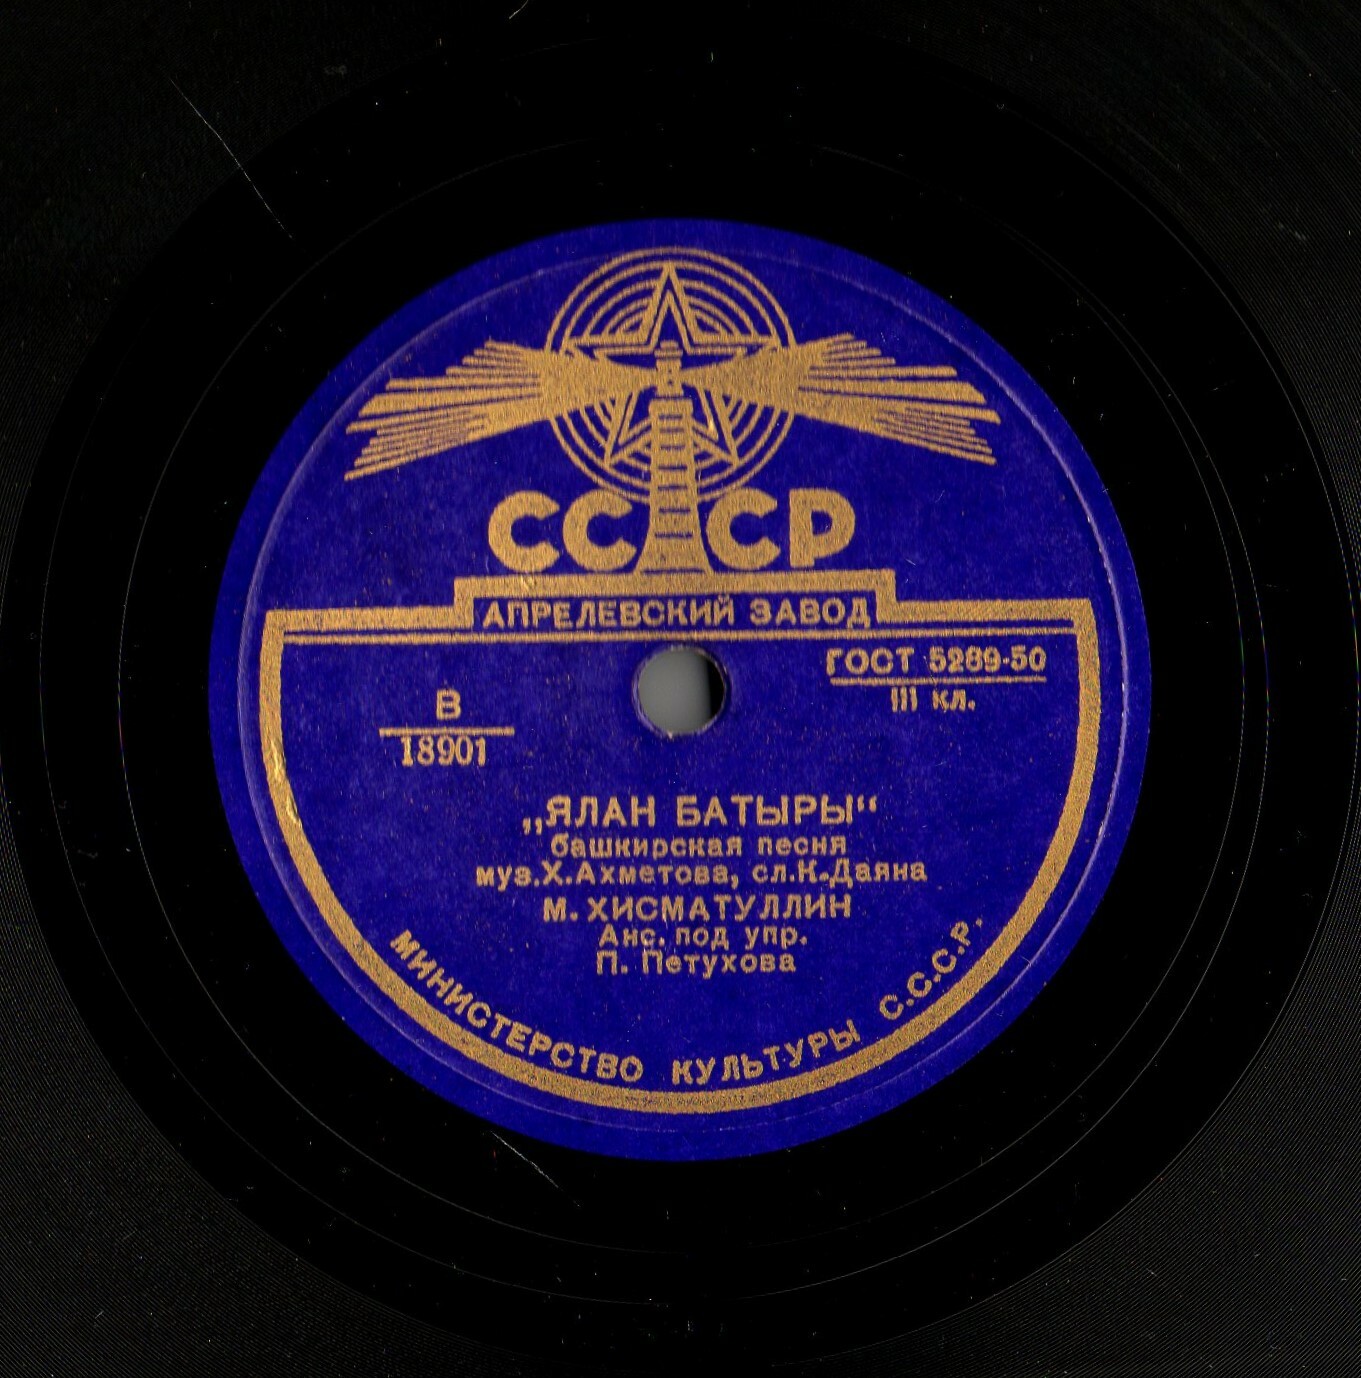 СССР
АПРЕЛЕВСКИЙ ЗАВОД
ГОСТ 5289-50
III кл.
В
18901
„ЯЛАН БАТЫРЫ“
башкирская песня
муз.Х.Ахметова, сл.К.Даяна
М. ХИСМАТУЛЛИН
Анс. под упр.
П. Петухова
МИНИСТЕРСТВО КУЛЬТУРЫ С.С.С.Р.